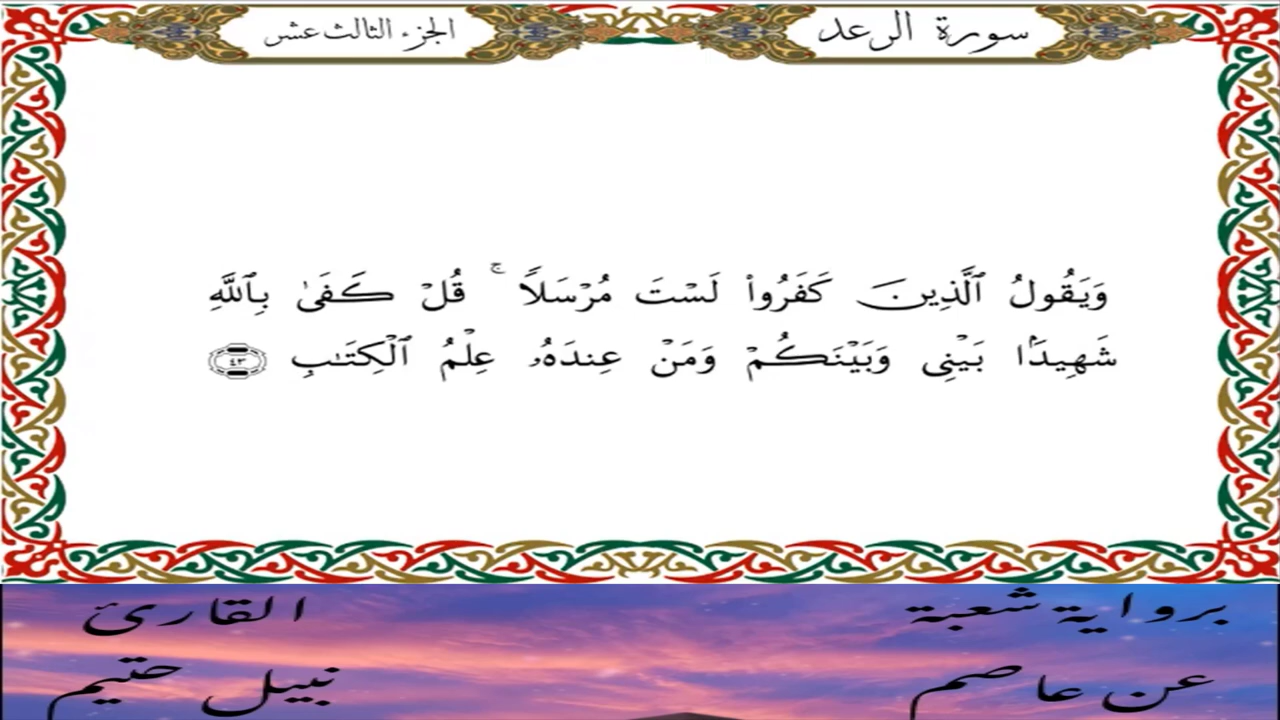 سورة الرعد
الجزء الثالث عشر
وَيَقُولُ ٱلَّذِينَ كَفَرُوا۟ لَسْتَ مُرْسَلًا ۚ قُلْ كَفَىٰ بِٱللَّهِ
شَهِيدًۢا بَيْنِى وَبَيْنَكُمْ وَمَنْ عِندَهُۥ عِلْمُ ٱلْكِتَـٰبِ ٤٣
برواية شعبة
عن عاصم
القارئ
نبيل حتيم